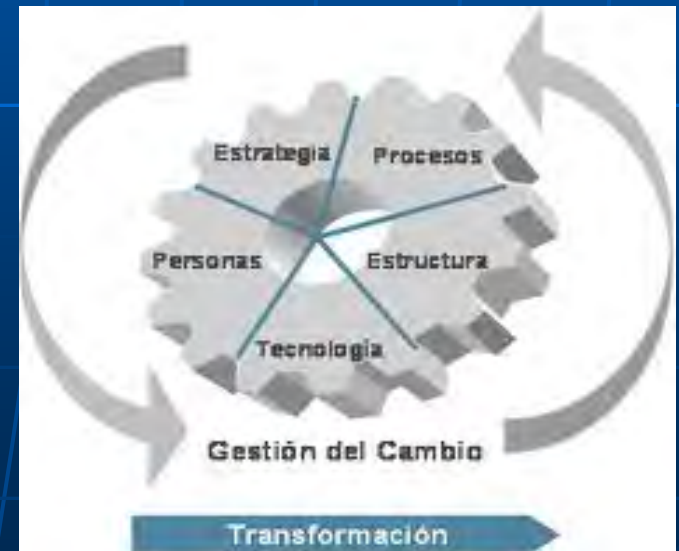 Estrategia
Procesos
Personas
Estructura
Tecnología
Gestión del Cambio
Transformación